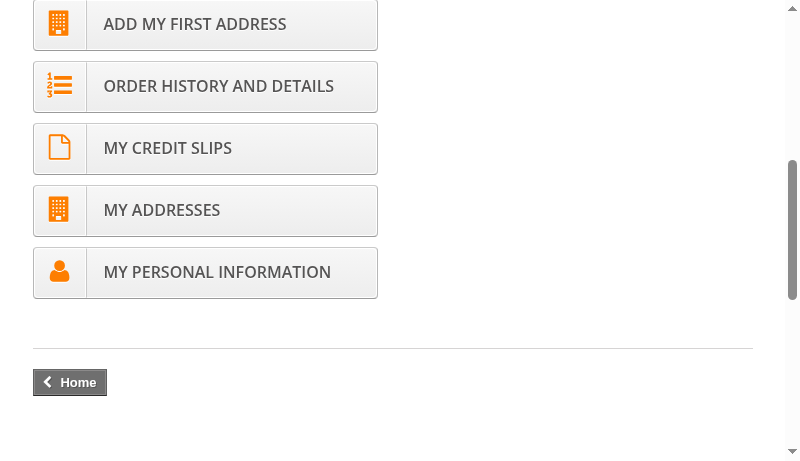 ADD MY FIRST ADDRESS
ORDER HISTORY AND DETAILS
MY CREDIT SLIPS
MY ADDRESSES
MY PERSONAL INFORMATION
Home